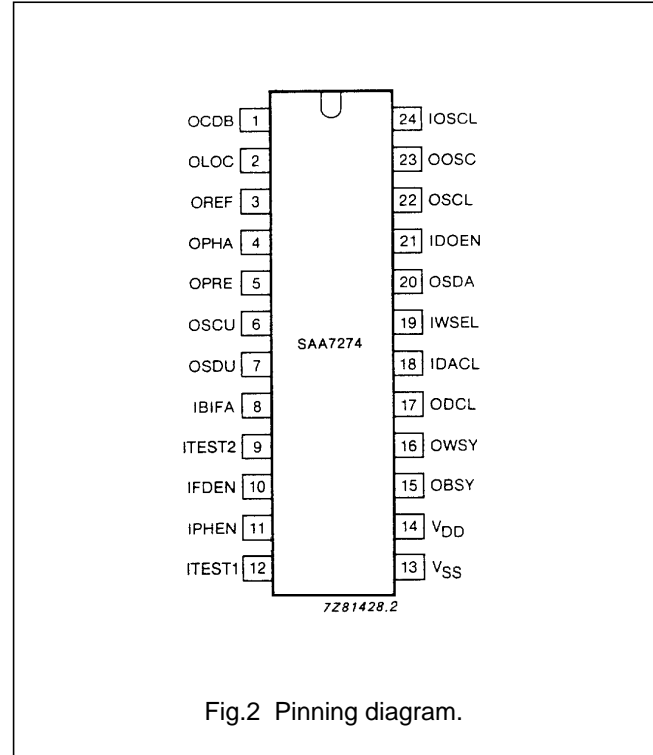 OCDB 1 24 IOSCL
OLOC 2 23 OOSC
OREF 3 22 OSCL
OPHA 4 21 IDOEN
OPRE 5 20 OSDA
OSCU 6 19 IWSEL
SAA7274
OSDU 7 18 IDACL
IBIFA 8 17 ODCL
ITEST2 9 16 OWSY
IFDEN 10 15 OBSY
IPHEN 11 14 VDD
ITEST1 12 13 VSS
7Z81428.2
Fig.2 Pinning diagram.